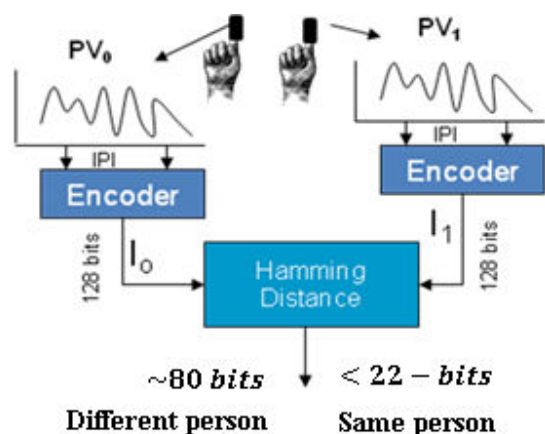 PV₀
PV₁
IPI
IPI
Encoder
Encoder
128 bits
I₀
I₁
128 bits
Hamming
Distance
~80 bits
< 22 − bits
Different person
Same person